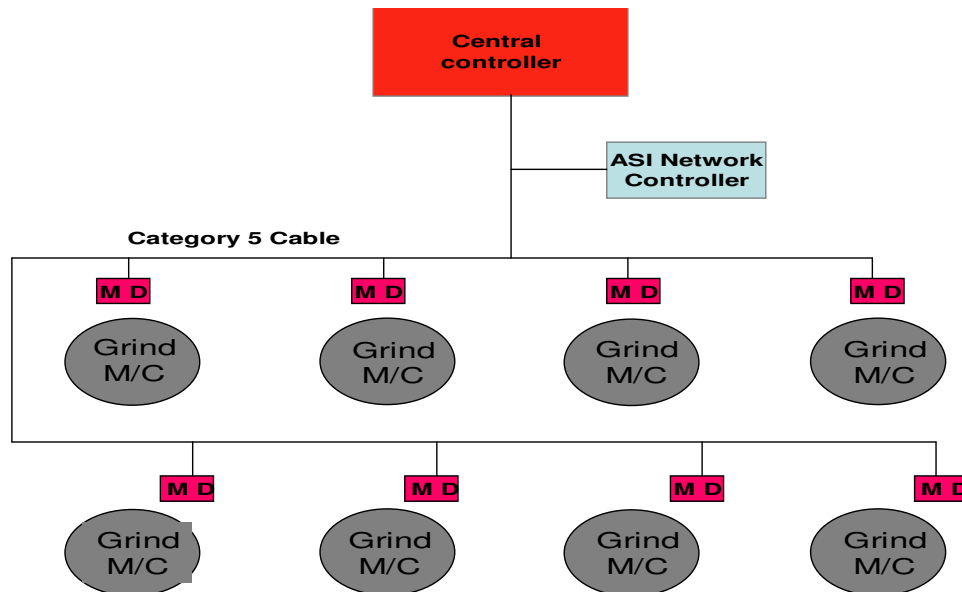 Central
controller
ASI Network
Controller
Category 5 Cable
M D
M D
M D
M D
Grind
M/C
Grind
M/C
Grind
M/C
Grind
M/C
M D
M D
M D
M D
Grind
M/C
Grind
M/C
Grind
M/C
Grind
M/C